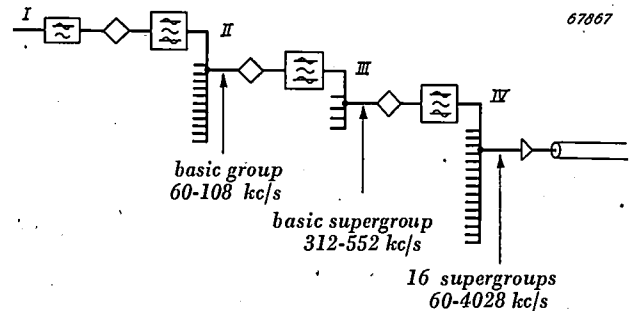 I
67867
II
III
IV
basic group
60-108 kc/s
basic supergroup
312-552 kc/s
16 supergroups
60-4028 kc/s